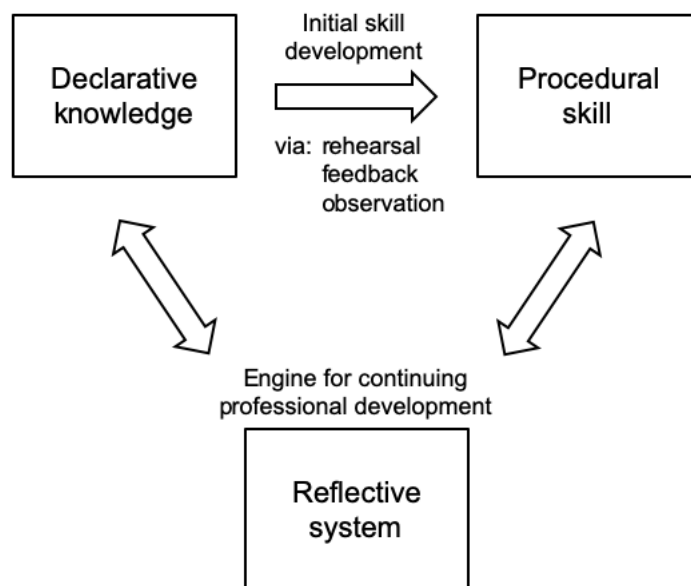 Initial skill
development
Declarative
knowledge
Procedural
skill
via: rehearsal
feedback
observation
Engine for continuing
professional development
Reflective
system